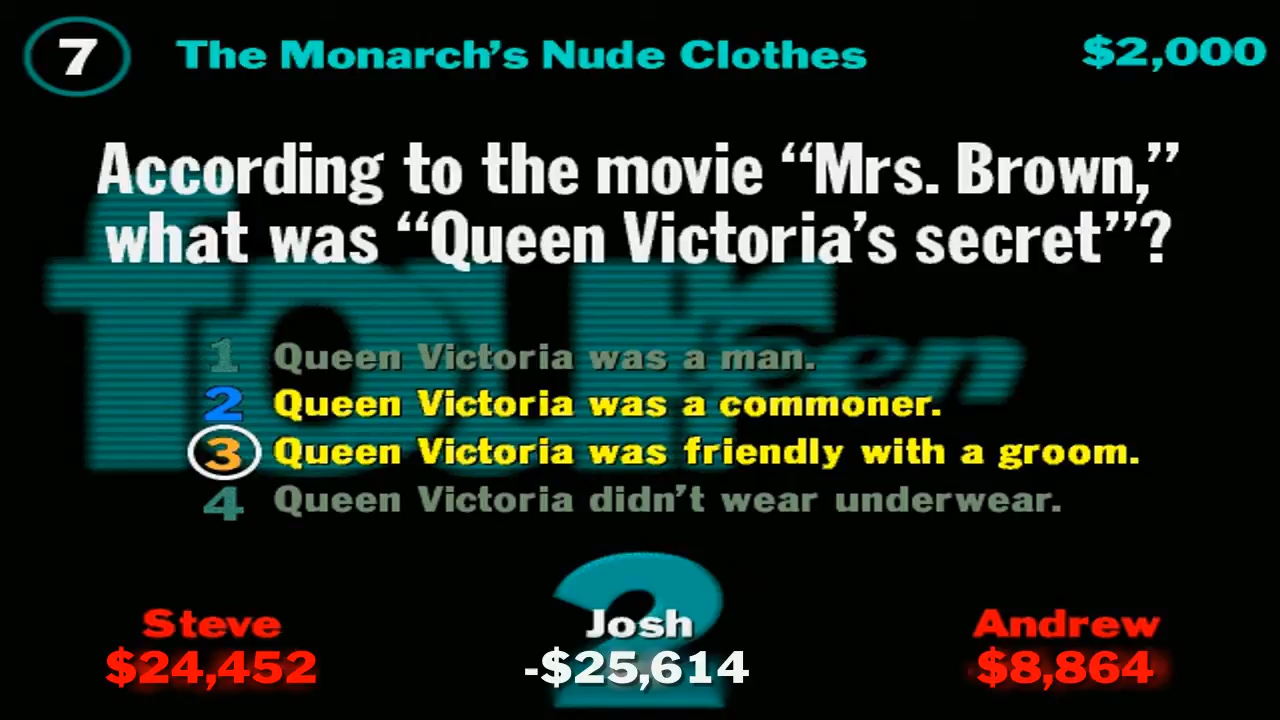 7 The Monarch's Nude Clothes $2,000
According to the movie “Mrs. Brown,”
what was “Queen Victoria's secret”?
1 Queen Victoria was a man.
2 Queen Victoria was a commoner.
3 Queen Victoria was friendly with a groom.
4 Queen Victoria didn't wear underwear.
fourteen
2
Steve Josh Andrew
$24,452 -$25,614 $8,864